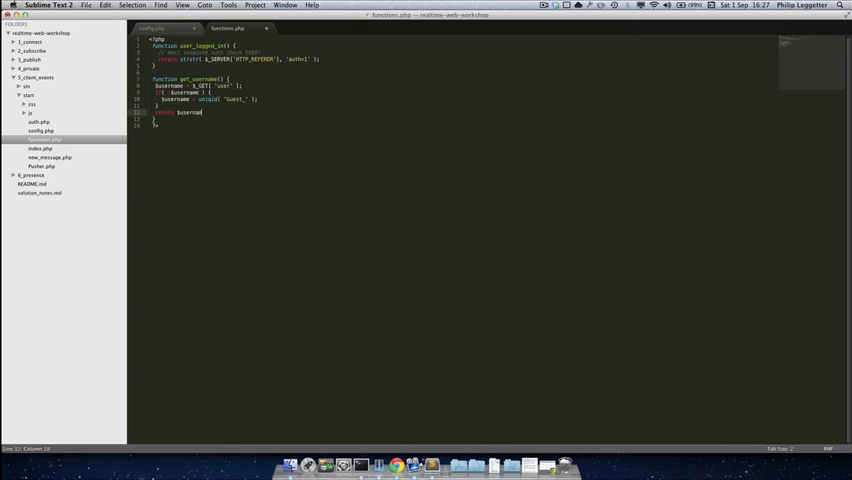 Sublime Text 2 File Edit Selection Find View Goto Tools Project Window Help (99%) Sat 1 Sep 16:27 Philip Leggetter
functions.php — realtime-web-workshop
FOLDERS
realtime-web-workshop
1_connect
2_subscribe
3_publish
4_private
5_client_events
sln
start
css
js
auth.php
config.php
functions.php
index.php
new_message.php
Pusher.php
6_presence
README.md
solution_notes.md
config.php × functions.php
1 <?php
2 function user_logged_in() {
3 // most insecure auth check EVER!
4 return strstr( $_SERVER['HTTP_REFERER'], 'auth=1' );
5 }
6
7 function get_username() {
8 $username = $_GET[ 'user' ];
9 if( !$username ) {
10 $username = uniqid( 'Guest_' );
11 }
12 return $usernam
13 }
14 ?>
Line 12, Column 18 Tab Size: 2 PHP